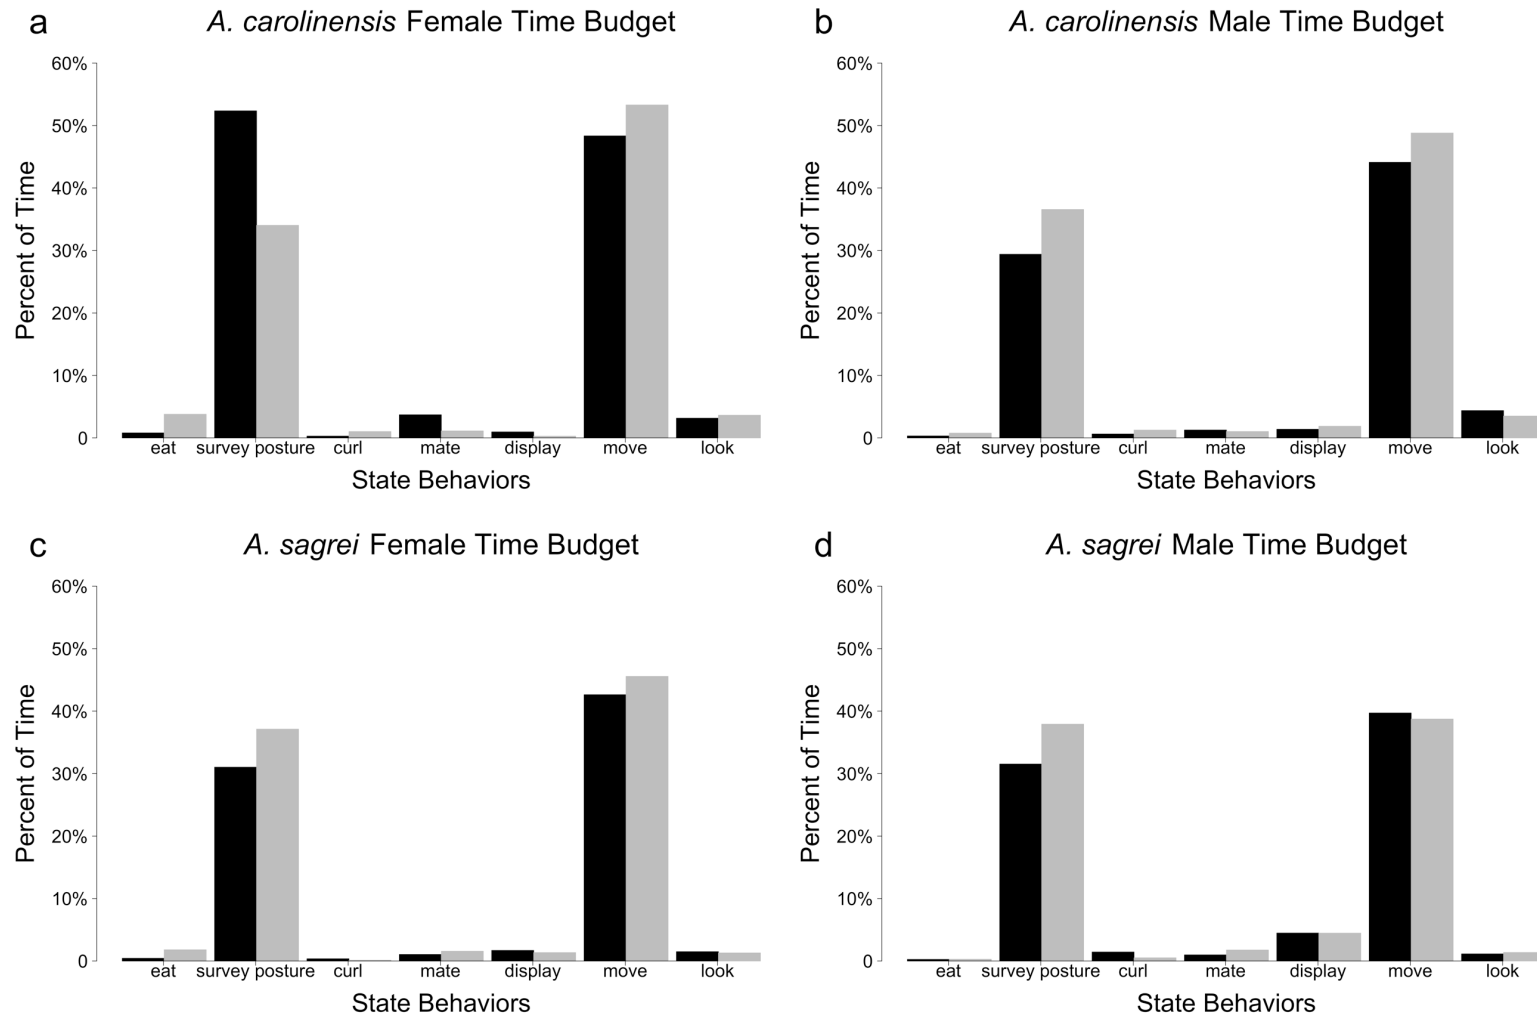 a
A. carolinensis Female Time Budget
60%
50%
40%
30%
20%
10%
0
Percent of Time
eat survey posture curl mate display move look
State Behaviors
b
A. carolinensis Male Time Budget
60%
50%
40%
30%
20%
10%
0
Percent of Time
eat survey posture curl mate display move look
State Behaviors
c
A. sagrei Female Time Budget
60%
50%
40%
30%
20%
10%
0
Percent of Time
eat survey posture curl mate display move look
State Behaviors
d
A. sagrei Male Time Budget
60%
50%
40%
30%
20%
10%
0
Percent of Time
eat survey posture curl mate display move look
State Behaviors